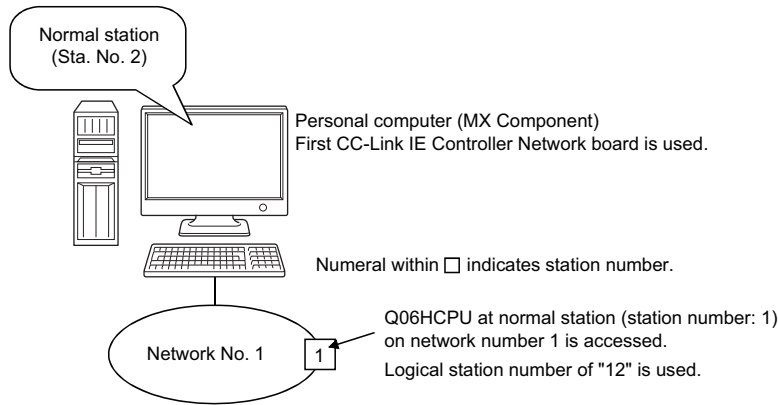 Normal station
(Sta. No. 2)
Personal computer (MX Component)
First CC-Link IE Controller Network board is used.
Numeral within □ indicates station number.
Q06HCPU at normal station (station number: 1)
on network number 1 is accessed.
Logical station number of "12" is used.
Network No. 1
1